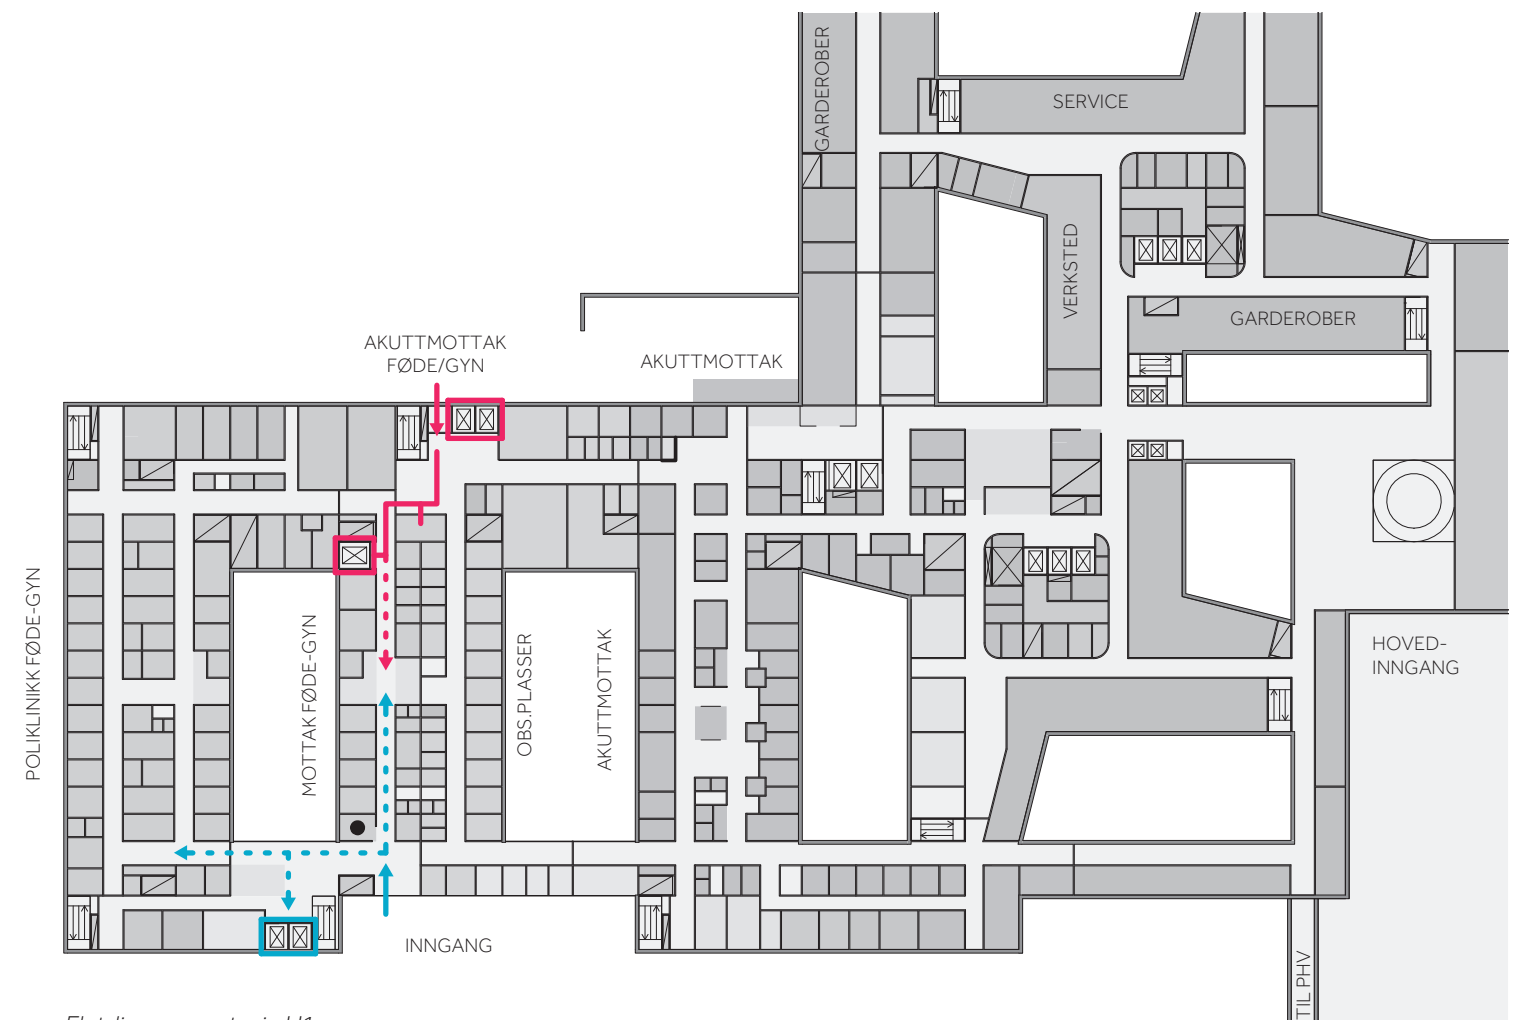 GARDEROBER
SERVICE
VERKSTED
GARDEROBER
AKUTTMOTTAK
FØDE/GYN
AKUTTMOTTAK
POLIKLINIKK FØDE-GYN
MOTTAK FØDE-GYN
OBS.PLASSER
AKUTTMOTTAK
HOVED-
INNGANG
INNGANG
TIL PHV